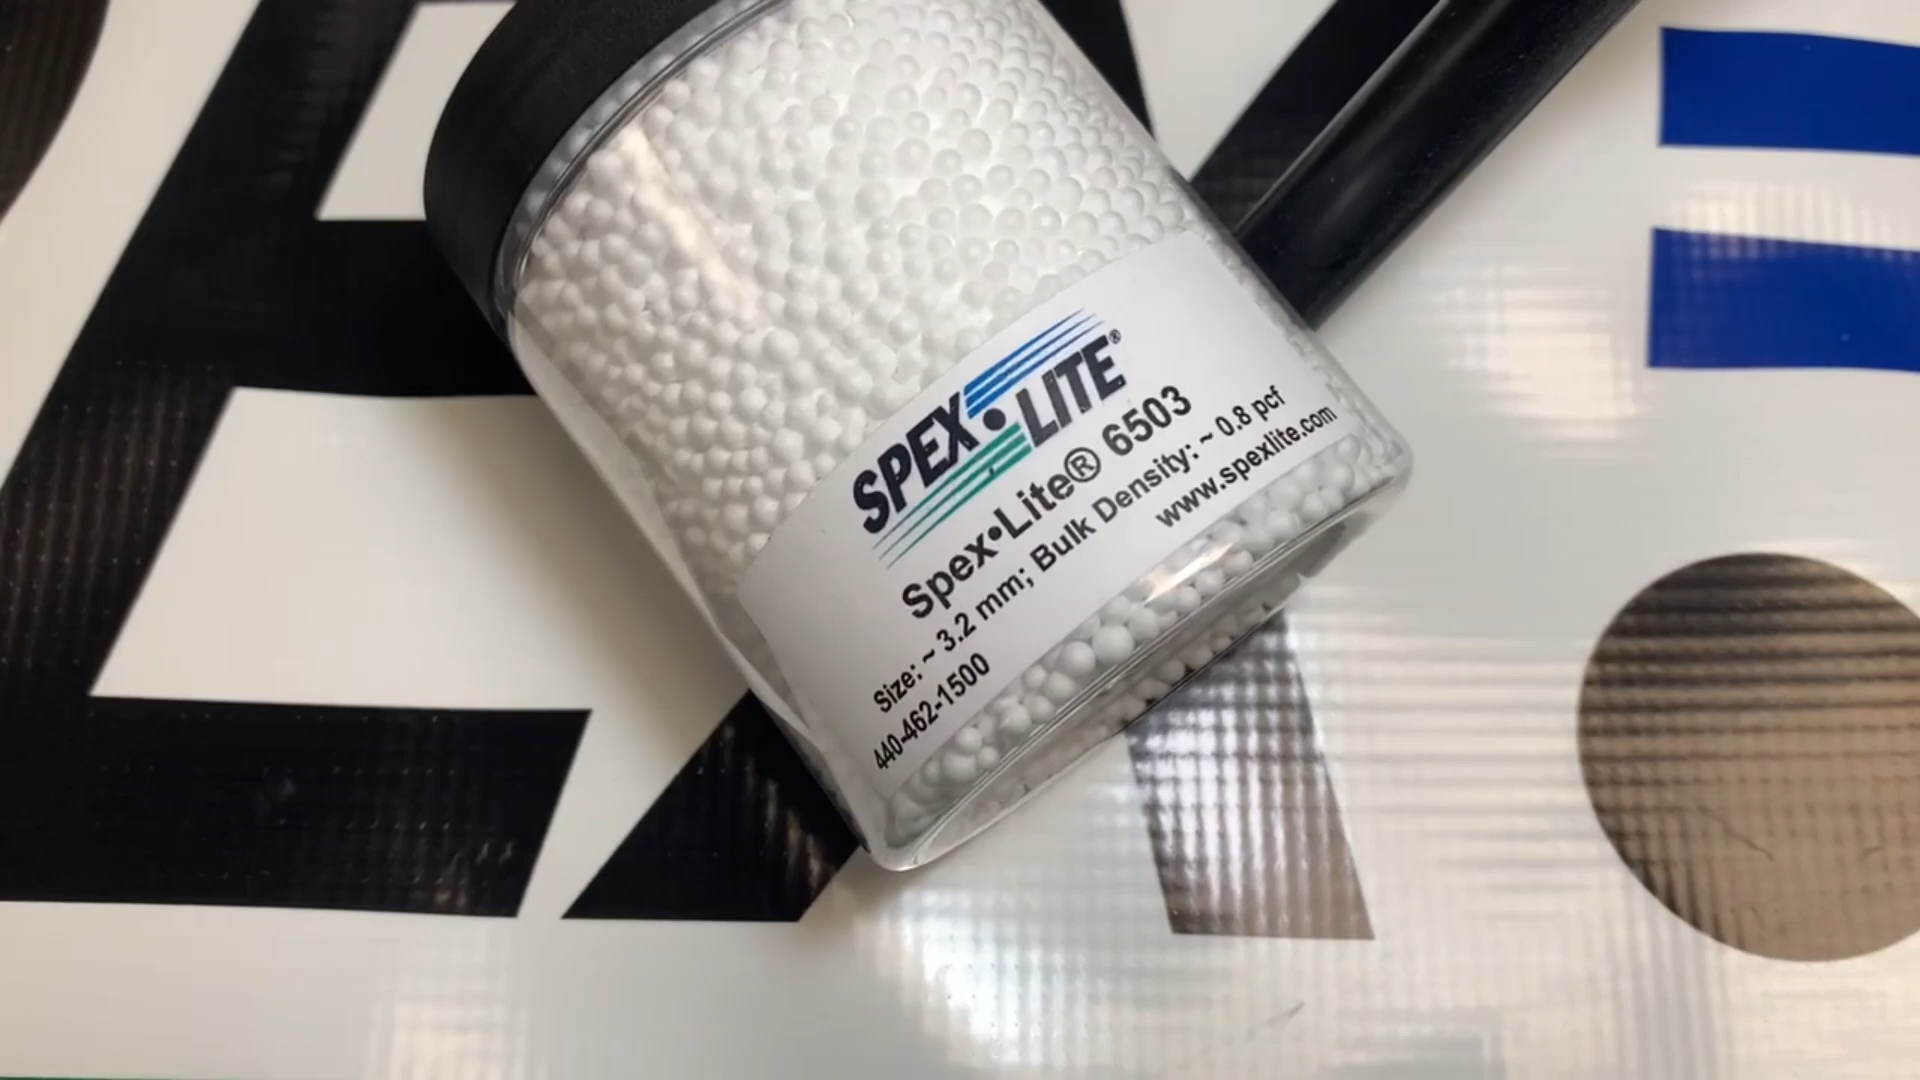 SPEX•LITE®
Spex•Lite® 6503
Size: ~ 3.2 mm; Bulk Density: ~ 0.8 pcf
440-462-1500 www.spexlite.com